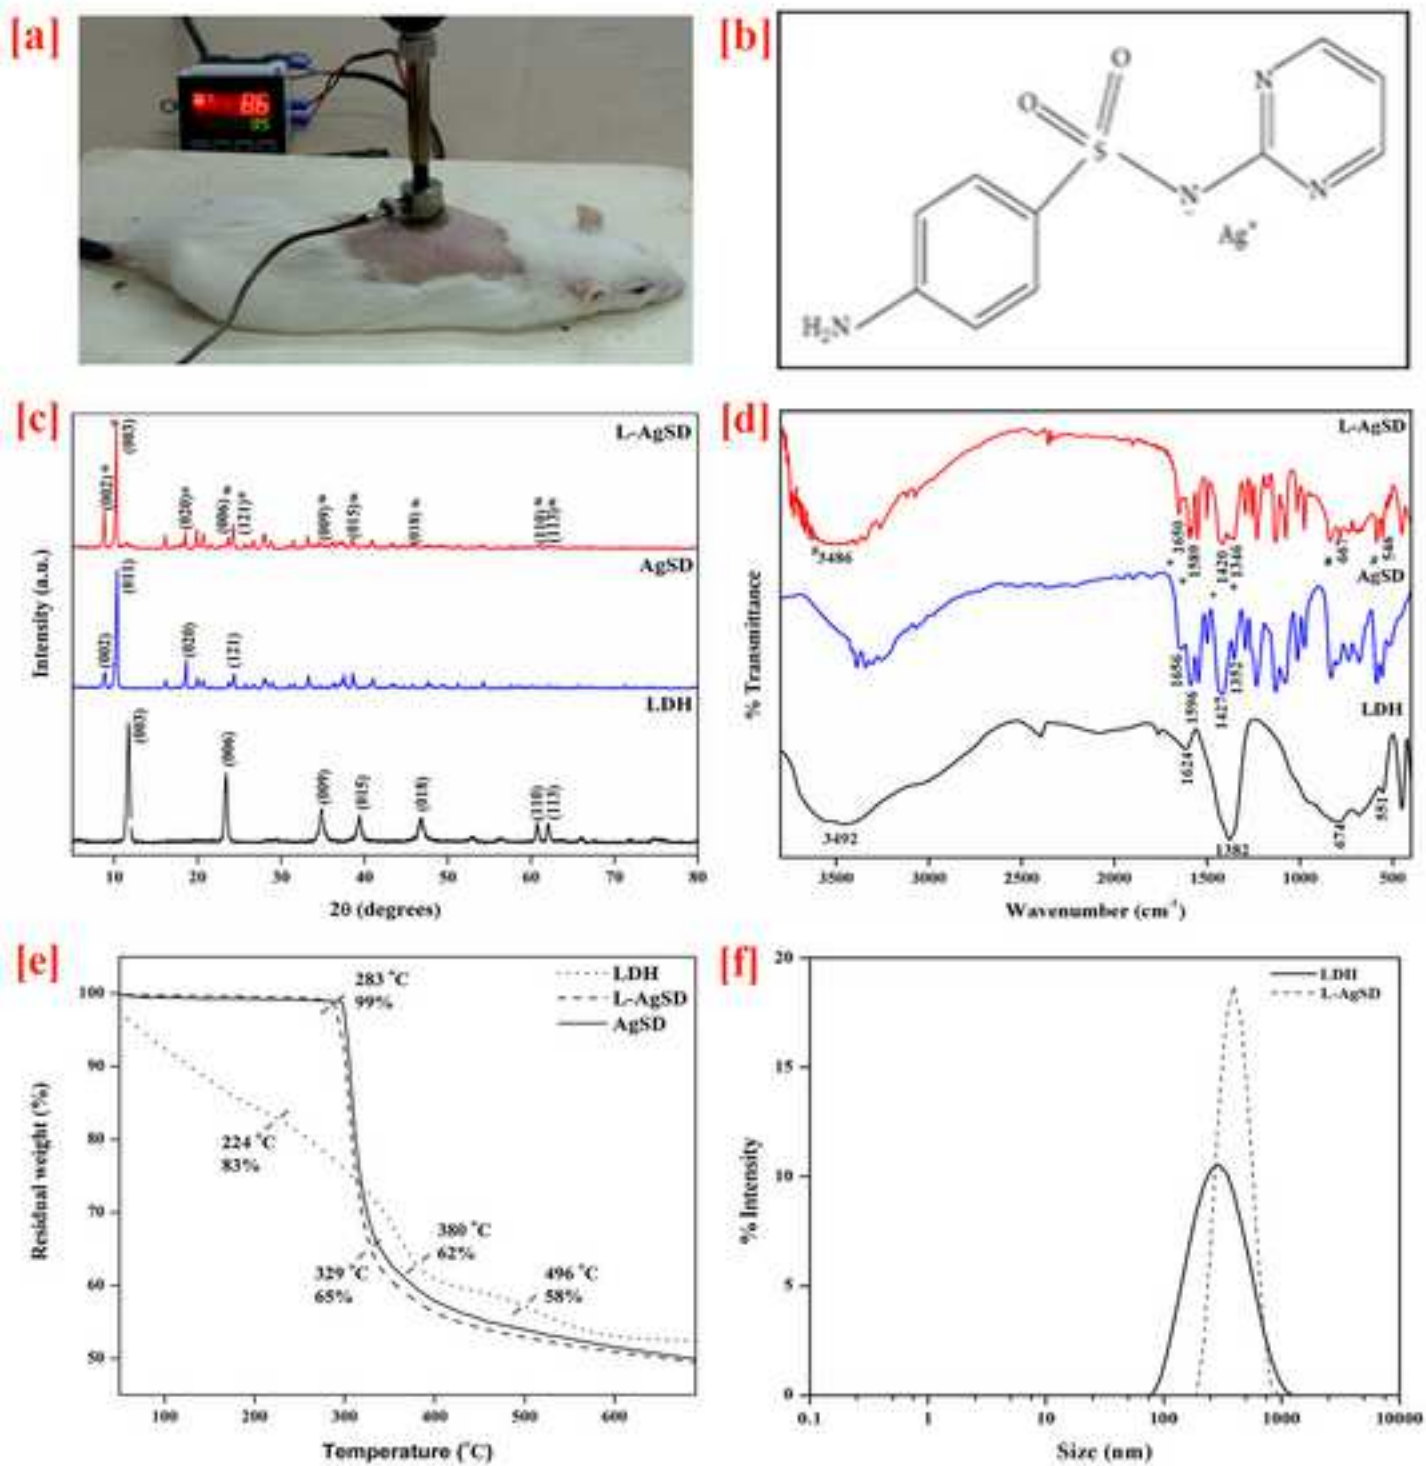 [a]
86
95
[b]
O
O
S
N
N
N
-
Ag+
H2N
[c]
L-AgSD
(002)*
(003)
(020)*
(006)*
(121)*
(009)*
(015)*
(018)*
(110)*
(113)*
AgSD
(002)
(011)
(020)
(121)
LDH
(003)
(006)
(009)
(015)
(018)
(110)
(113)
Intensity (a.u.)
10 20 30 40 50 60 70 80
2θ (degrees)
[d]
L-AgSD
*3486
1650
1589
1420
1346
667
548
AgSD
1656
1596
1427
1352
LDH
3492
1624
1382
674
551
% Transmittance
3500 3000 2500 2000 1500 1000 500
Wavenumber (cm-1)
[e]
LDH
L-AgSD
AgSD
283 °C
99%
224 °C
83%
380 °C
62%
329 °C
65%
496 °C
58%
100
90
80
70
60
50
Residual weight (%)
100 200 300 400 500 600
Temperature (°C)
[f]
LDH
L-AgSD
20
15
10
5
0
% Intensity
0.1 1 10 100 1000 10000
Size (nm)